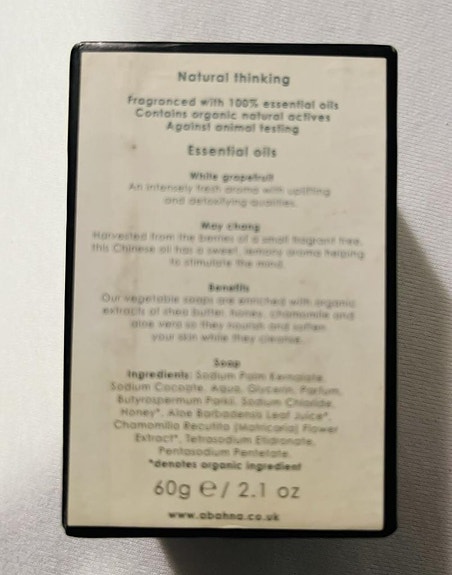 Natural thinking
Fragranced with 100% essential oils
Contains organic natural actives
Against animal testing
Essential oils
White grapefruit
An intensely fresh aroma with uplifting
and detoxifying qualities.
May chang
Harvested from the berries of a small fragrant tree,
this Chinese oil has a sweet, lemony aroma helping
to stimulate the mind.
Benefits
Our vegetable soaps are enriched with organic
extracts of shea butter, honey, chamomile and
aloe vera so they nourish and soften
your skin while they cleanse.
Soap
Ingredients: Sodium Palm Kernelate,
Sodium Cocoate, Aqua, Glycerin, Parfum,
Butyrospermum Parkii, Sodium Chloride,
Honey*, Aloe Barbadensis Leaf Juice*,
Chamomilla Recutita (Matricaria) Flower
Extract*, Tetrasodium Etidronate,
Pentasodium Pentetate.
*denotes organic ingredient
60g ℮ / 2.1 oz
www.abahna.co.uk